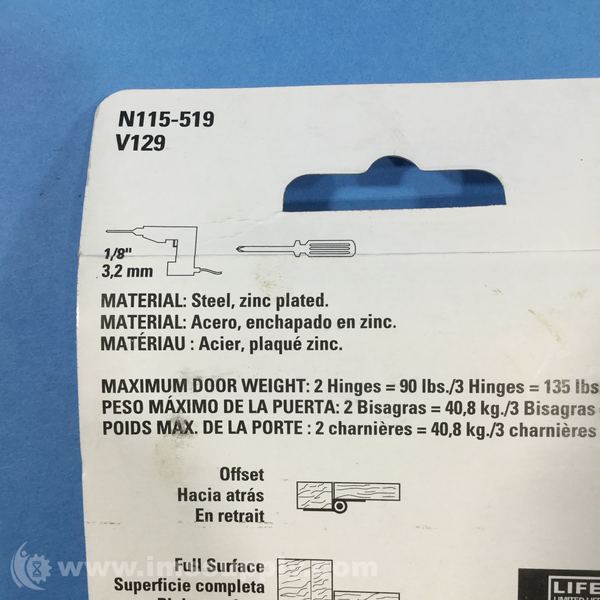 N115-519
V129
1/8"
3,2 mm
MATERIAL: Steel, zinc plated.
MATERIAL: Acero, enchapado en zinc.
MATÉRIAU : Acier, plaqué zinc.
MAXIMUM DOOR WEIGHT: 2 Hinges = 90 lbs./3 Hinges = 135 lbs
PESO MÁXIMO DE LA PUERTA: 2 Bisagras = 40,8 kg./3 Bisagras
POIDS MAX. DE LA PORTE : 2 charnières = 40,8 kg./3 charnières
Offset
Hacia atrás
En retrait
Full Surface
Superficie completa
LIFE